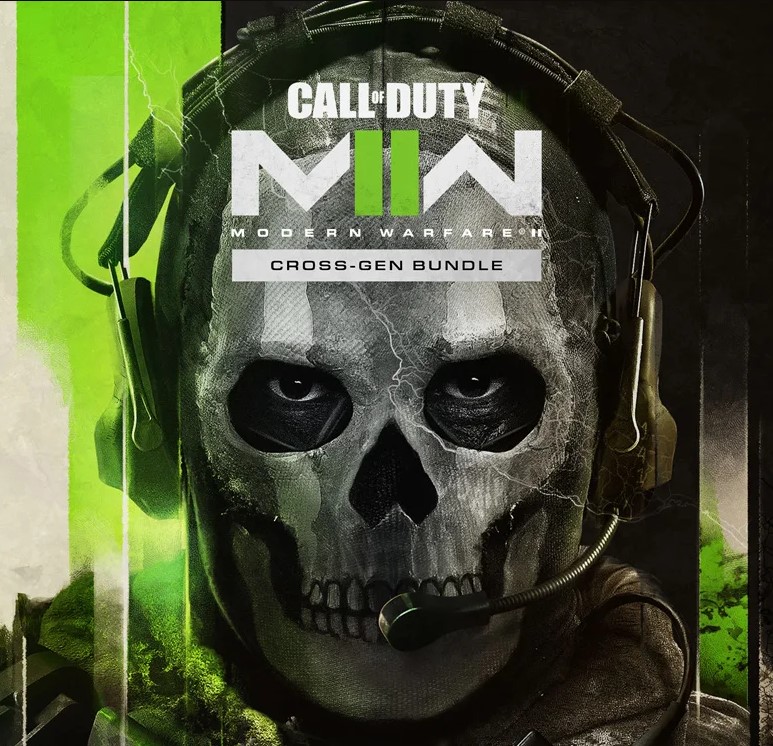 CALL OF DUTY
MIIW
MODERN WARFARE® II
CROSS-GEN BUNDLE